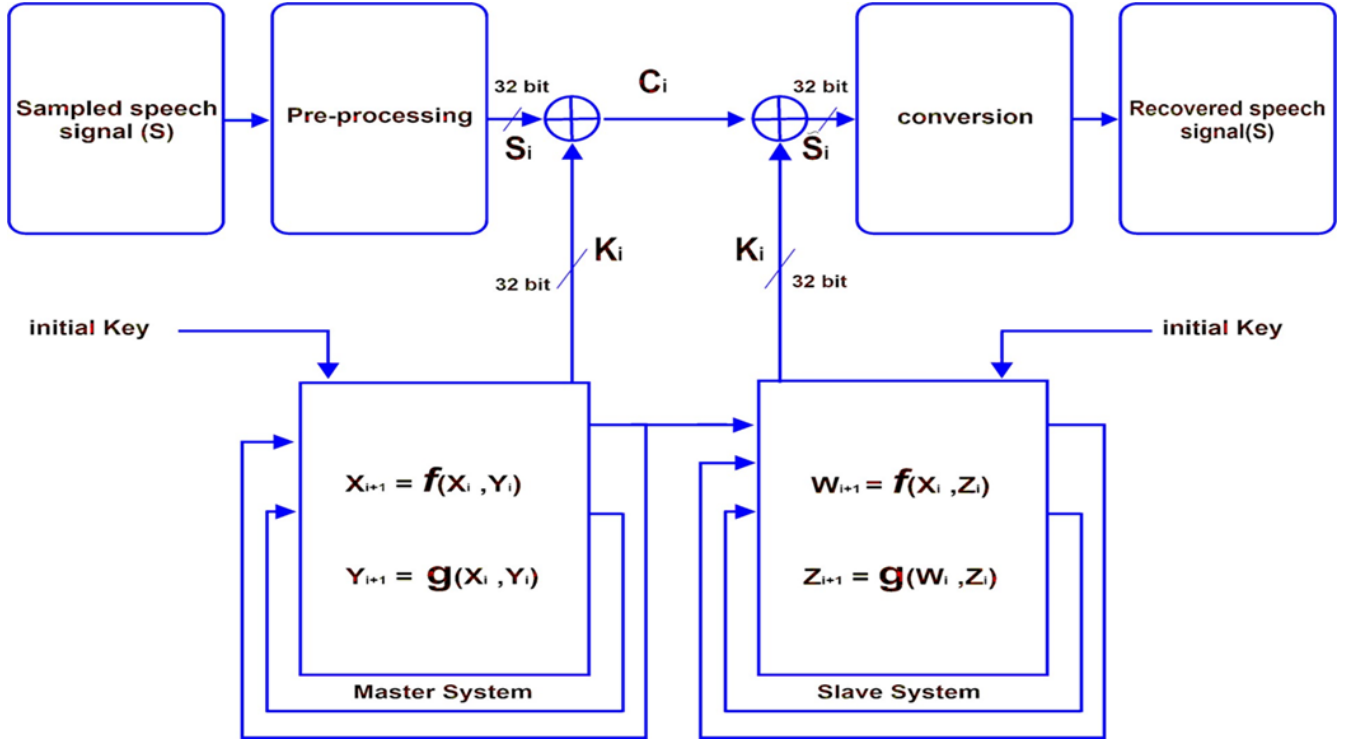 Sampled speech
signal (S)
Pre-processing
32 bit
Si
Ci
32 bit
Ŝi
conversion
Recovered speech
signal(S)
Ki
32 bit
Ki
32 bit
initial Key
initial Key
Xi+1 = f(Xi ,Yi)
Yi+1 = g(Xi ,Yi)
Master System
Wi+1 = f(Xi ,Zi)
Zi+1 = g(Wi ,Zi)
Slave System